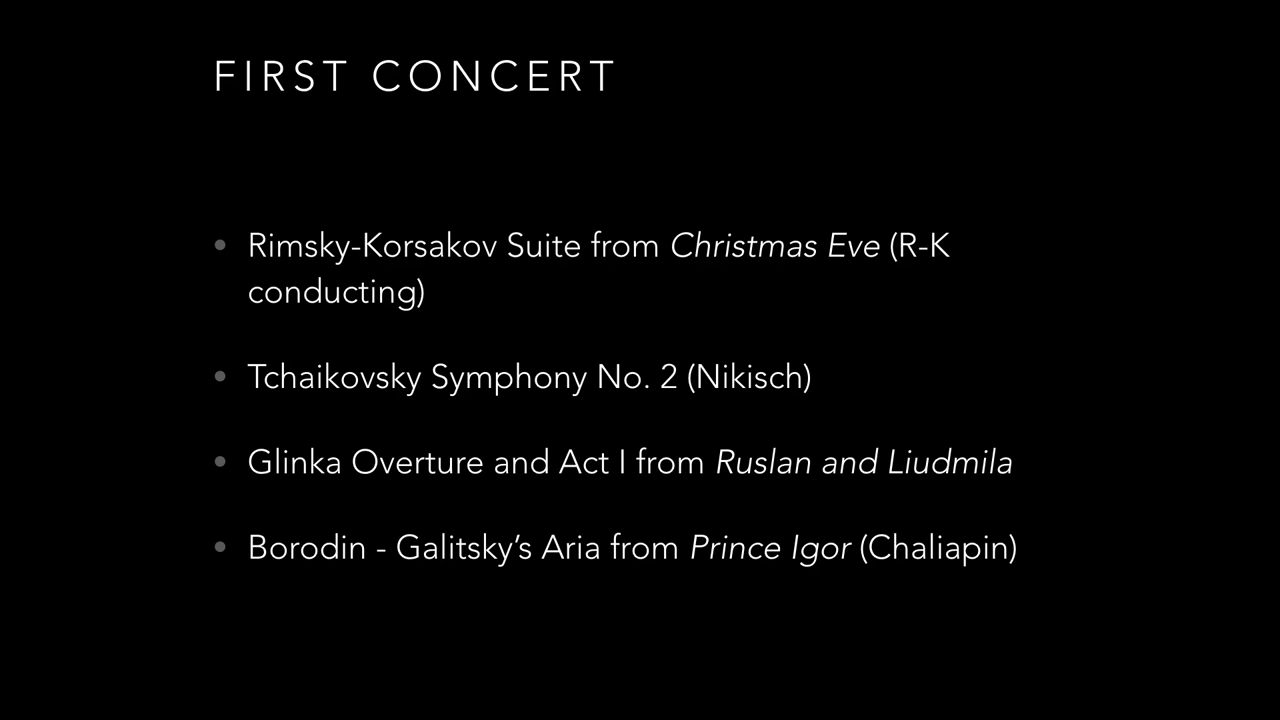 FIRST CONCERT
• Rimsky-Korsakov Suite from Christmas Eve (R-K
conducting)
• Tchaikovsky Symphony No. 2 (Nikisch)
• Glinka Overture and Act I from Ruslan and Liudmila
• Borodin - Galitsky’s Aria from Prince Igor (Chaliapin)